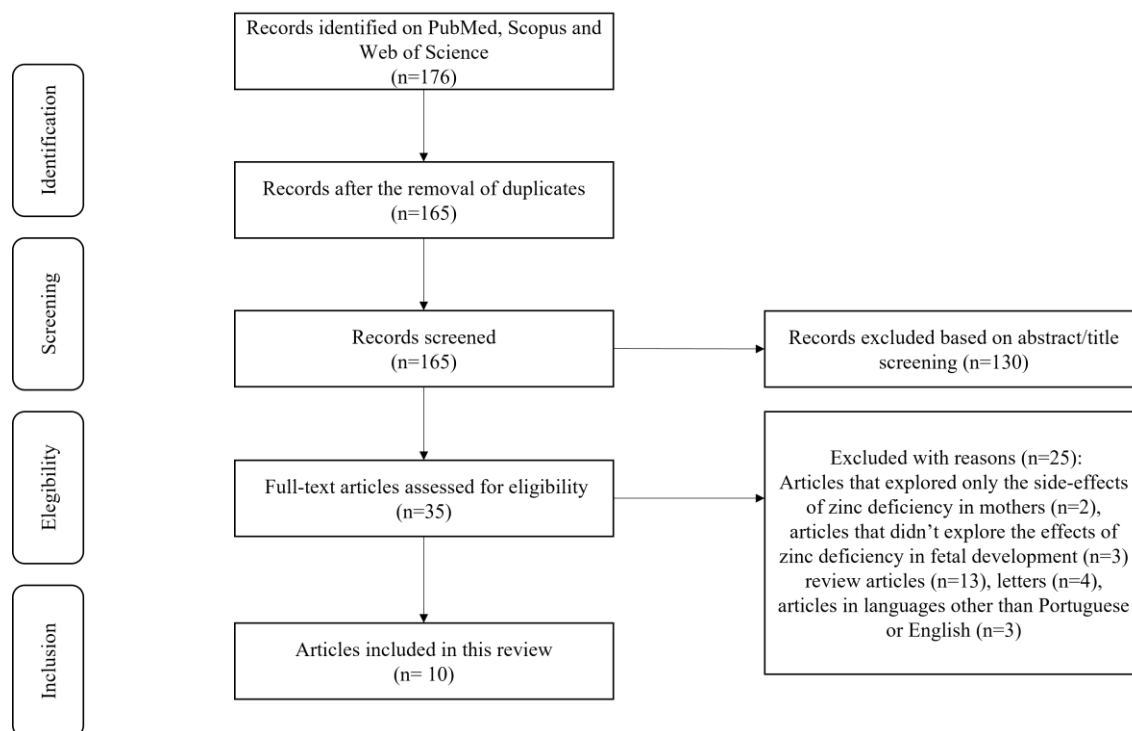 Identification
Screening
Elegibility
Inclusion
Records identified on PubMed, Scopus and
Web of Science
(n=176)
Records after the removal of duplicates
(n=165)
Records screened
(n=165)
Records excluded based on abstract/title
screening (n=130)
Full-text articles assessed for eligibility
(n=35)
Excluded with reasons (n=25):
Articles that explored only the side-effects
of zinc deficiency in mothers (n=2),
articles that didn’t explore the effects of
zinc deficiency in fetal development (n=3)
review articles (n=13), letters (n=4),
articles in languages other than Portuguese
or English (n=3)
Articles included in this review
(n= 10)